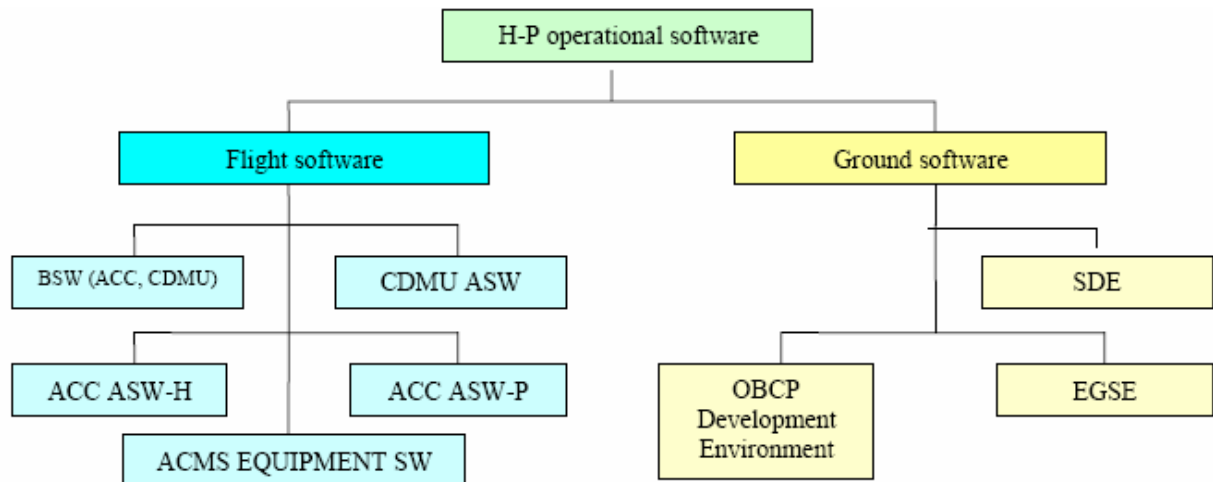 H-P operational software
Flight software
Ground software
BSW (ACC, CDMU)
CDMU ASW
SDE
ACC ASW-H
ACC ASW-P
OBCP
Development
Environment
EGSE
ACMS EQUIPMENT SW